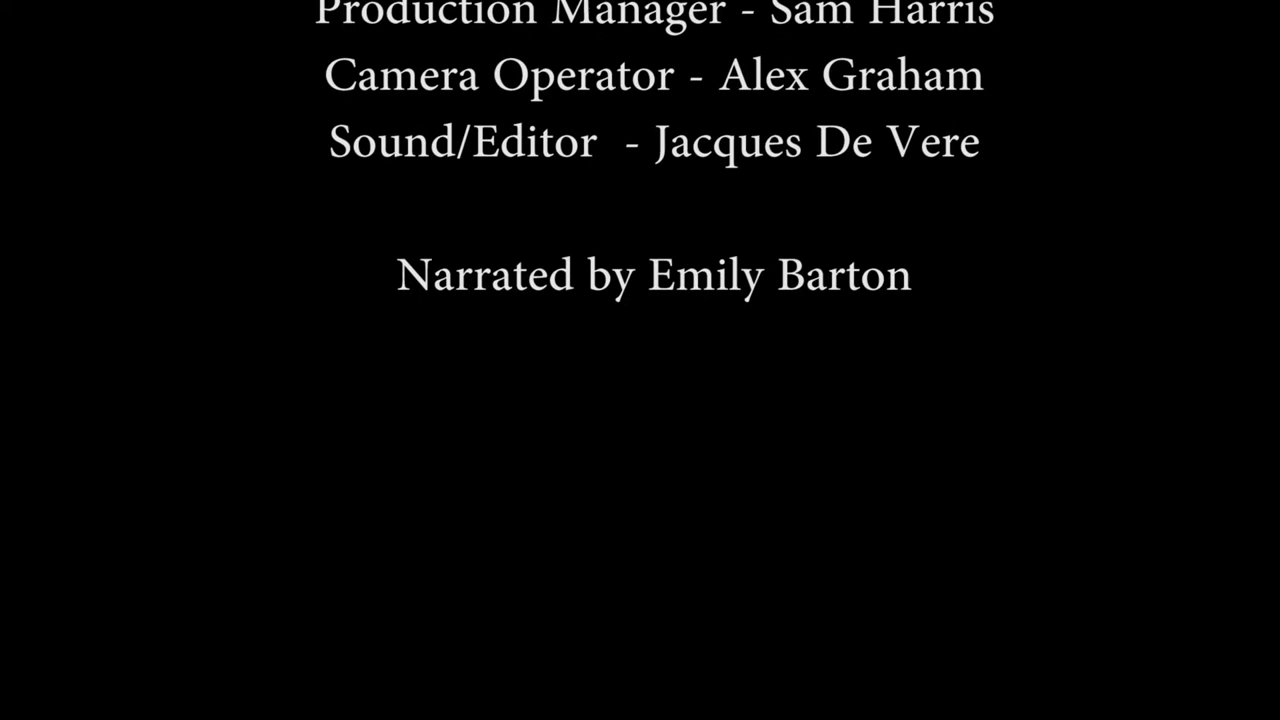 Production Manager - Sam Harris
Camera Operator - Alex Graham
Sound/Editor  - Jacques De Vere
Narrated by Emily Barton